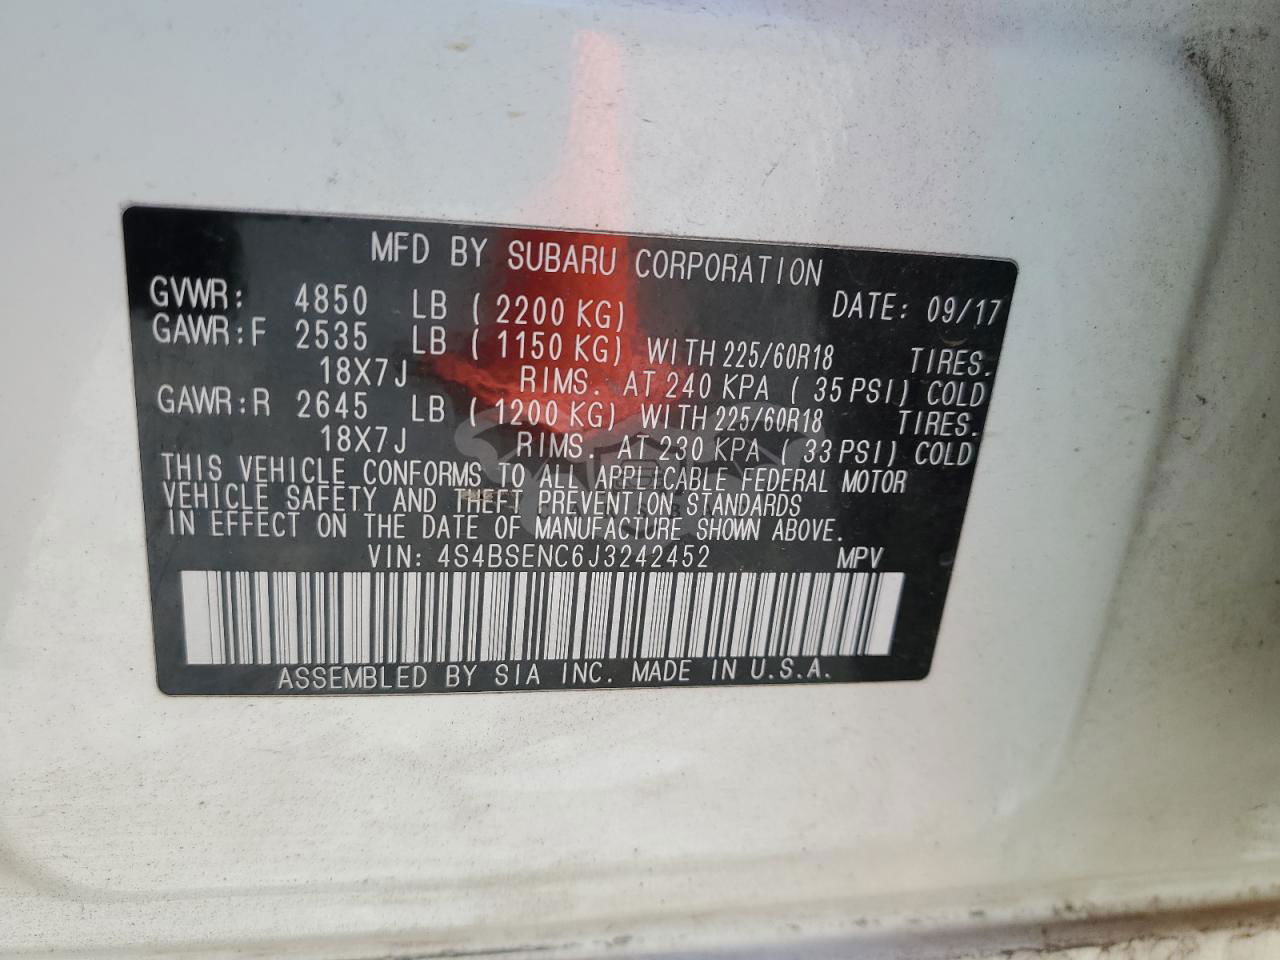 MFD BY SUBARU CORPORATION
GVWR: 4850 LB ( 2200 KG) DATE: 09/17
GAWR:F 2535 LB ( 1150 KG) WITH 225/60R18 TIRES.
18X7J RIMS. AT 240 KPA ( 35 PSI) COLD
GAWR:R 2645 LB ( 1200 KG) WITH 225/60R18 TIRES.
18X7J RIMS. AT 230 KPA ( 33 PSI) COLD
THIS VEHICLE CONFORMS TO ALL APPLICABLE FEDERAL MOTOR
VEHICLE SAFETY AND THEFT PREVENTION STANDARDS
IN EFFECT ON THE DATE OF MANUFACTURE SHOWN ABOVE.
VIN: 4S4BSENC6J3242452 MPV
ASSEMBLED BY SIA INC. MADE IN U.S.A.